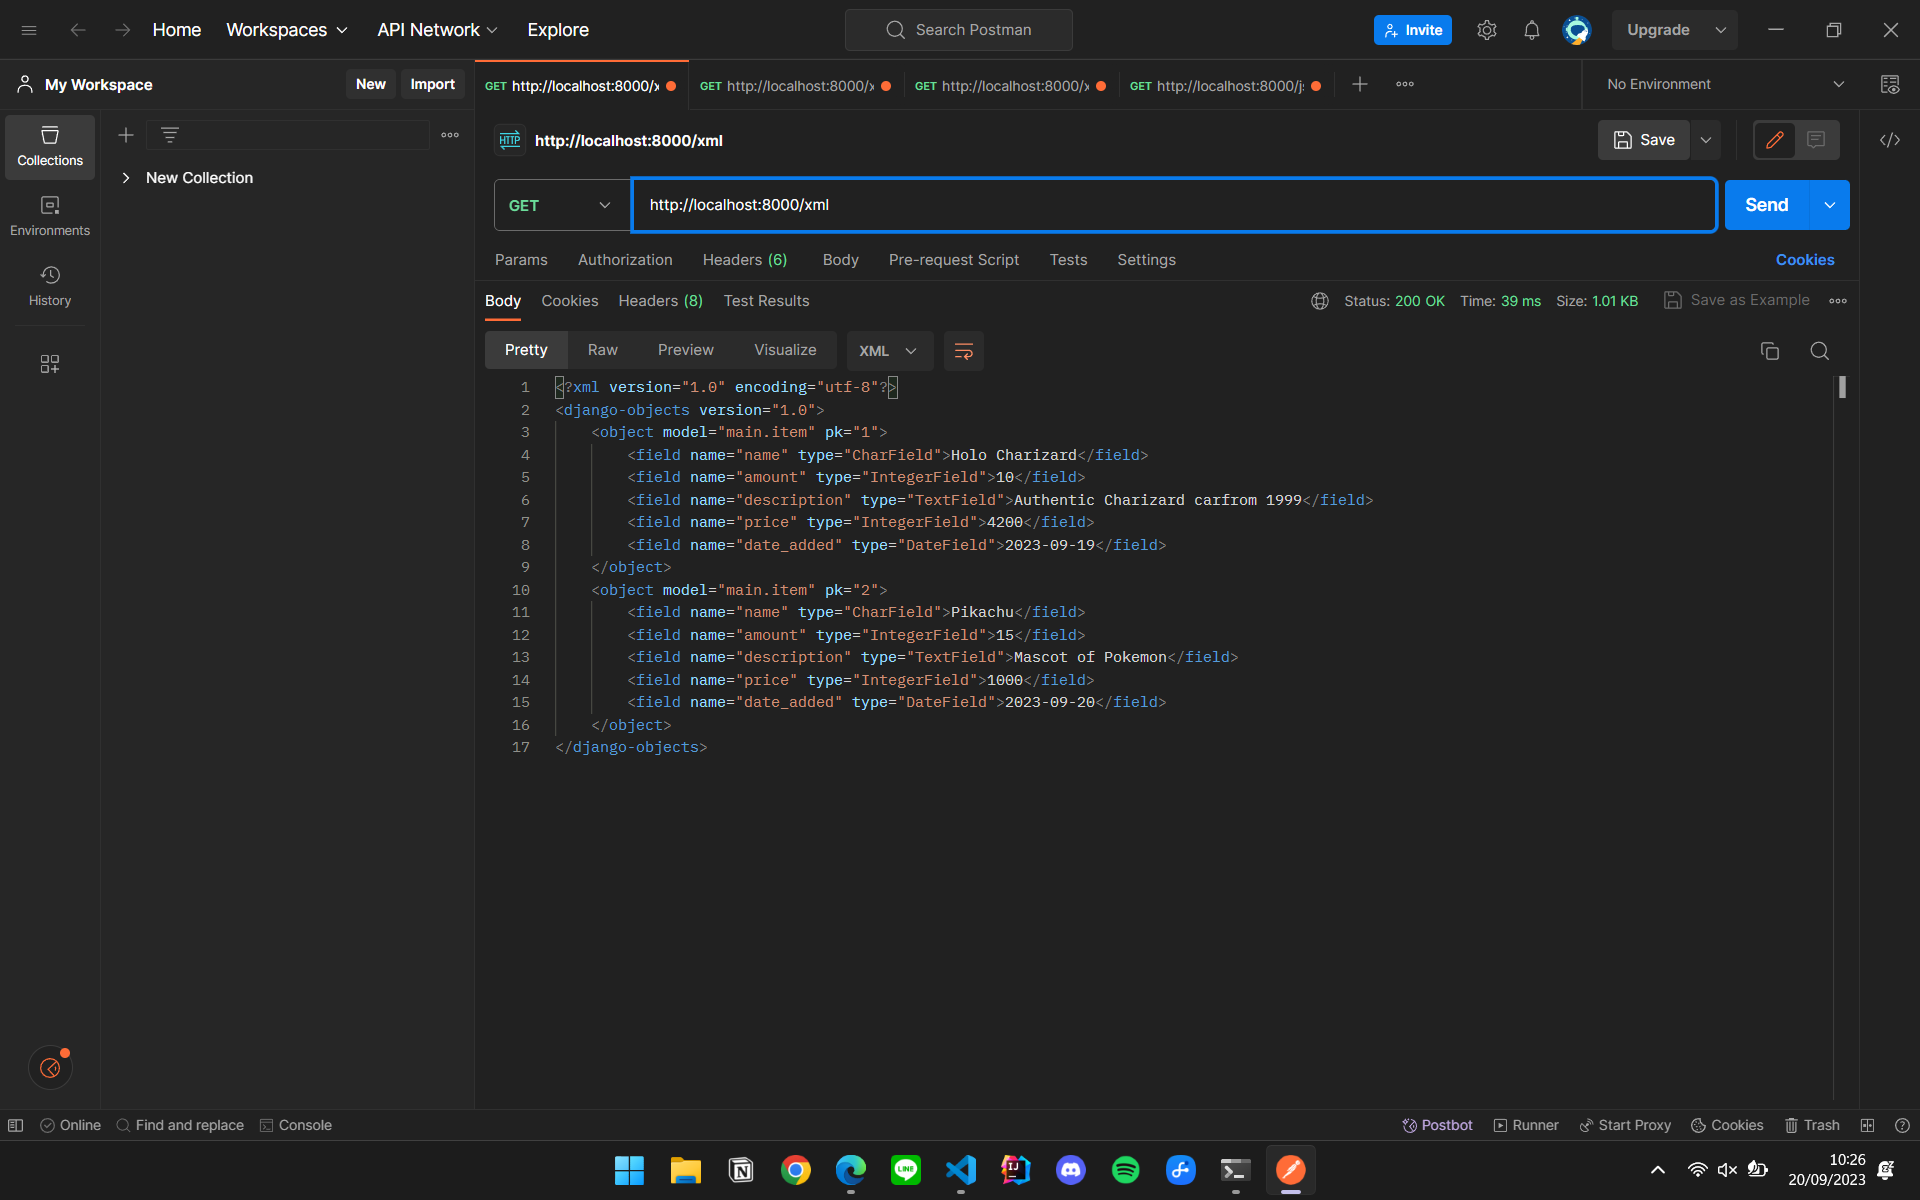 Home
Workspaces
API Network
Explore
Search Postman
Invite
Upgrade
My Workspace
New
Import
GET http://localhost:8000/x
GET http://localhost:8000/x
GET http://localhost:8000/x
GET http://localhost:8000/j
No Environment
Collections
Environments
History
New Collection
HTTP
http://localhost:8000/xml
Save
GET
http://localhost:8000/xml
Send
Params
Authorization
Headers (6)
Body
Pre-request Script
Tests
Settings
Cookies
Body
Cookies
Headers (8)
Test Results
Status: 200 OK
Time: 39 ms
Size: 1.01 KB
Save as Example
Pretty
Raw
Preview
Visualize
XML
1 <?xml version="1.0" encoding="utf-8"?>
2 <django-objects version="1.0">
3 <object model="main.item" pk="1">
4 <field name="name" type="CharField">Holo Charizard</field>
5 <field name="amount" type="IntegerField">10</field>
6 <field name="description" type="TextField">Authentic Charizard carfrom 1999</field>
7 <field name="price" type="IntegerField">4200</field>
8 <field name="date_added" type="DateField">2023-09-19</field>
9 </object>
10 <object model="main.item" pk="2">
11 <field name="name" type="CharField">Pikachu</field>
12 <field name="amount" type="IntegerField">15</field>
13 <field name="description" type="TextField">Mascot of Pokemon</field>
14 <field name="price" type="IntegerField">1000</field>
15 <field name="date_added" type="DateField">2023-09-20</field>
16 </object>
17 </django-objects>
Online
Find and replace
Console
Postbot
Runner
Start Proxy
Cookies
Trash
LINE
IJ
10:26
20/09/2023